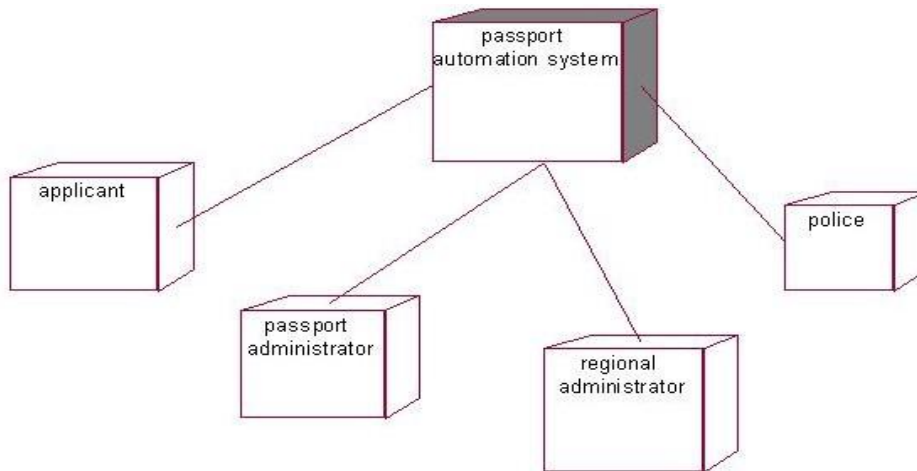 passport
automation system
applicant
police
passport
administrator
regional
administrator